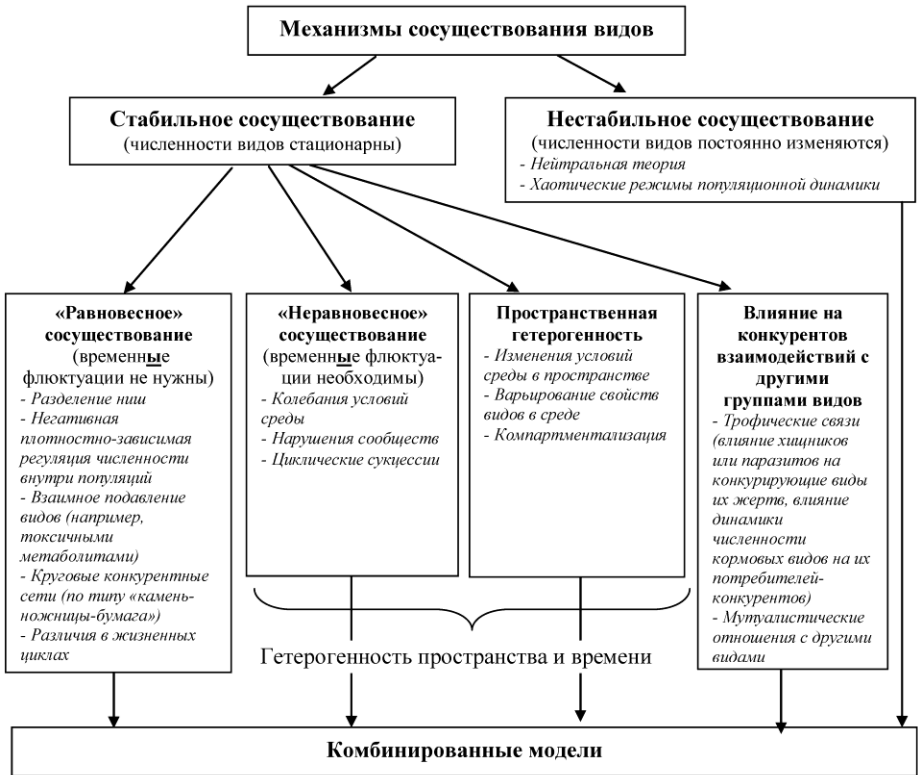 Механизмы сосуществования видов
Стабильное сосуществование
(численности видов стационарны)
Нестабильное сосуществование
(численности видов постоянно изменяются)
- Нейтральная теория
- Хаотические режимы популяционной динамики
«Равновесное»
сосуществование
(временные
флюктуации не нужны)
- Разделение ниш
- Негативная
плотностно-зависимая
регуляция численности
внутри популяций
- Взаимное подавление
видов (например,
токсичными
метаболитами)
- Круговые конкурентные
сети (по типу «камень-
ножницы-бумага»)
- Различия в жизненных
циклах
«Неравновесное»
сосуществование
(временные флюктуа-
ции необходимы)
- Колебания условий
среды
- Нарушения сообществ
- Циклические сукцессии
Пространственная
гетерогенность
- Изменения условий
среды в пространстве
- Варьирование свойств
видов в среде
- Компартментализация
Влияние на
конкурентов
взаимодействий с
другими
группами видов
- Трофические связи
(влияние хищников
или паразитов на
конкурирующие виды
их жертв, влияние
динамики
численности
кормовых видов на их
потребителей-
конкурентов)
- Мутуалистические
отношения с другими
видами
Гетерогенность пространства и времени
Комбинированные модели